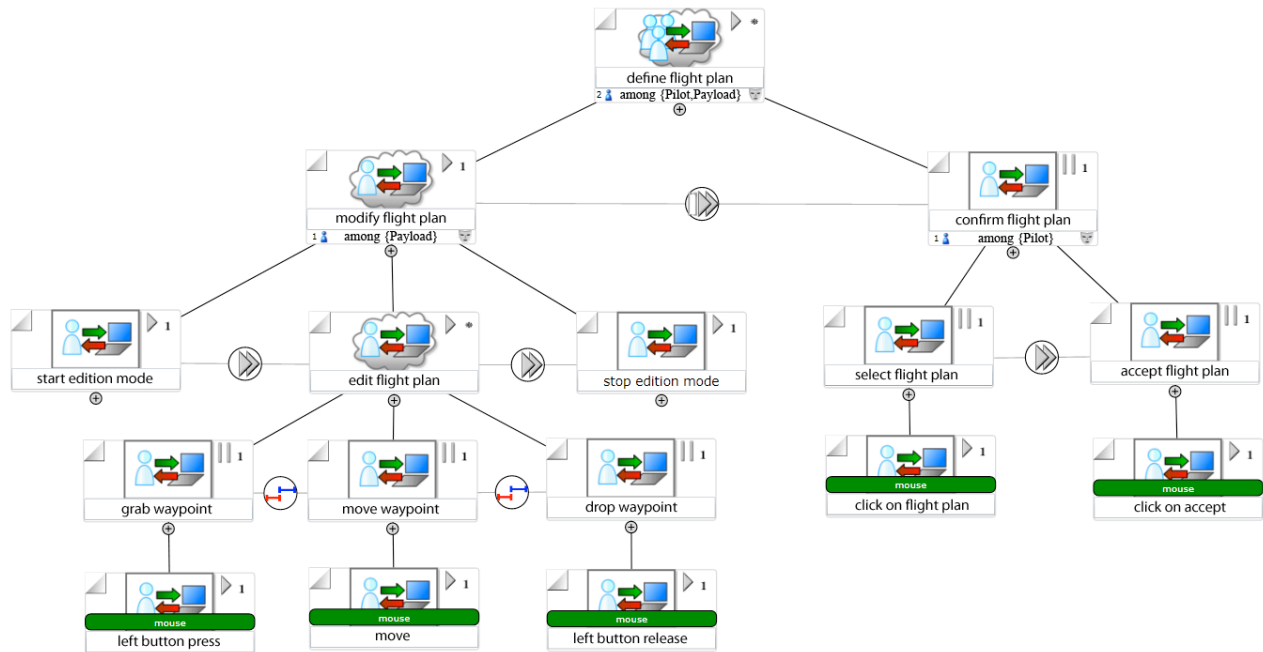 *
define flight plan
2 among {Pilot,Payload}
1
modify flight plan
1 among {Payload}
1
confirm flight plan
1 among {Pilot}
1
start edition mode
*
edit flight plan
1
stop edition mode
1
select flight plan
1
accept flight plan
1
grab waypoint
1
move waypoint
1
drop waypoint
1
mouse
click on flight plan
1
mouse
click on accept
1
mouse
left button press
1
mouse
move
1
mouse
left button release